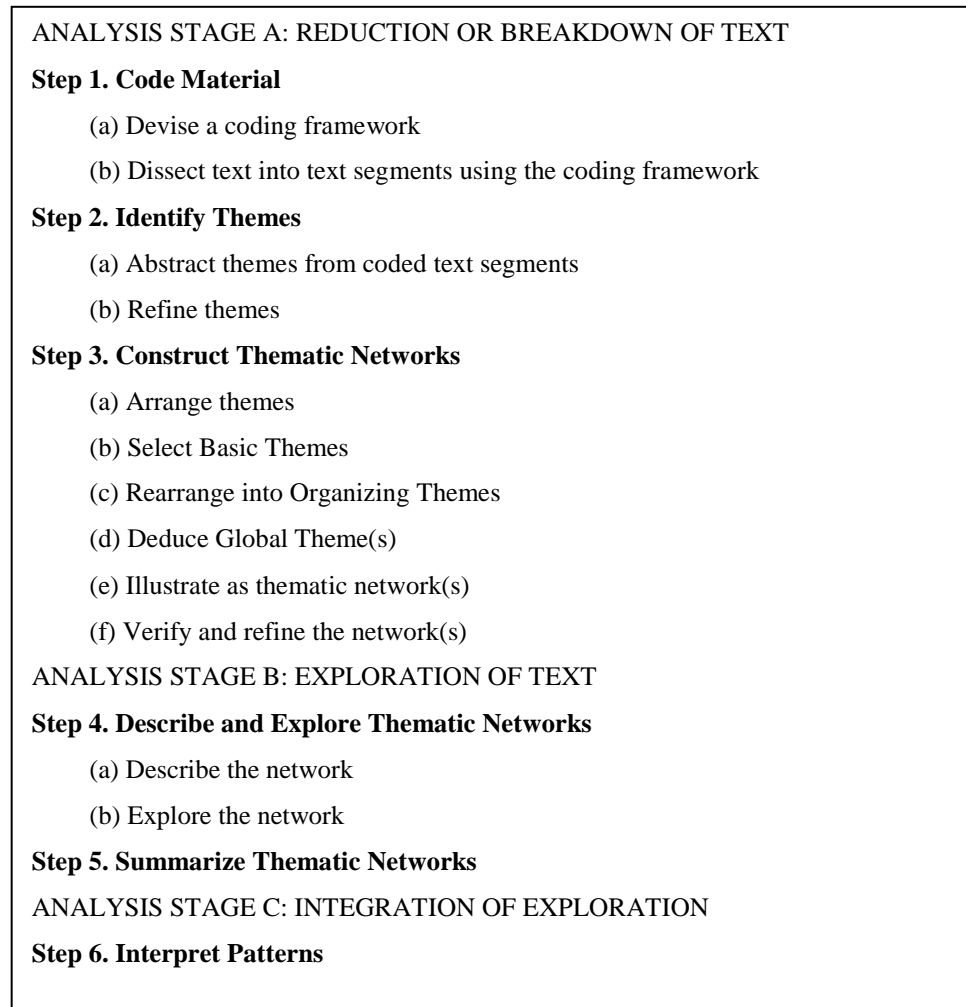 ANALYSIS STAGE A: REDUCTION OR BREAKDOWN OF TEXT
Step 1. Code Material
(a) Devise a coding framework
(b) Dissect text into text segments using the coding framework
Step 2. Identify Themes
(a) Abstract themes from coded text segments
(b) Refine themes
Step 3. Construct Thematic Networks
(a) Arrange themes
(b) Select Basic Themes
(c) Rearrange into Organizing Themes
(d) Deduce Global Theme(s)
(e) Illustrate as thematic network(s)
(f) Verify and refine the network(s)
ANALYSIS STAGE B: EXPLORATION OF TEXT
Step 4. Describe and Explore Thematic Networks
(a) Describe the network
(b) Explore the network
Step 5. Summarize Thematic Networks
ANALYSIS STAGE C: INTEGRATION OF EXPLORATION
Step 6. Interpret Patterns